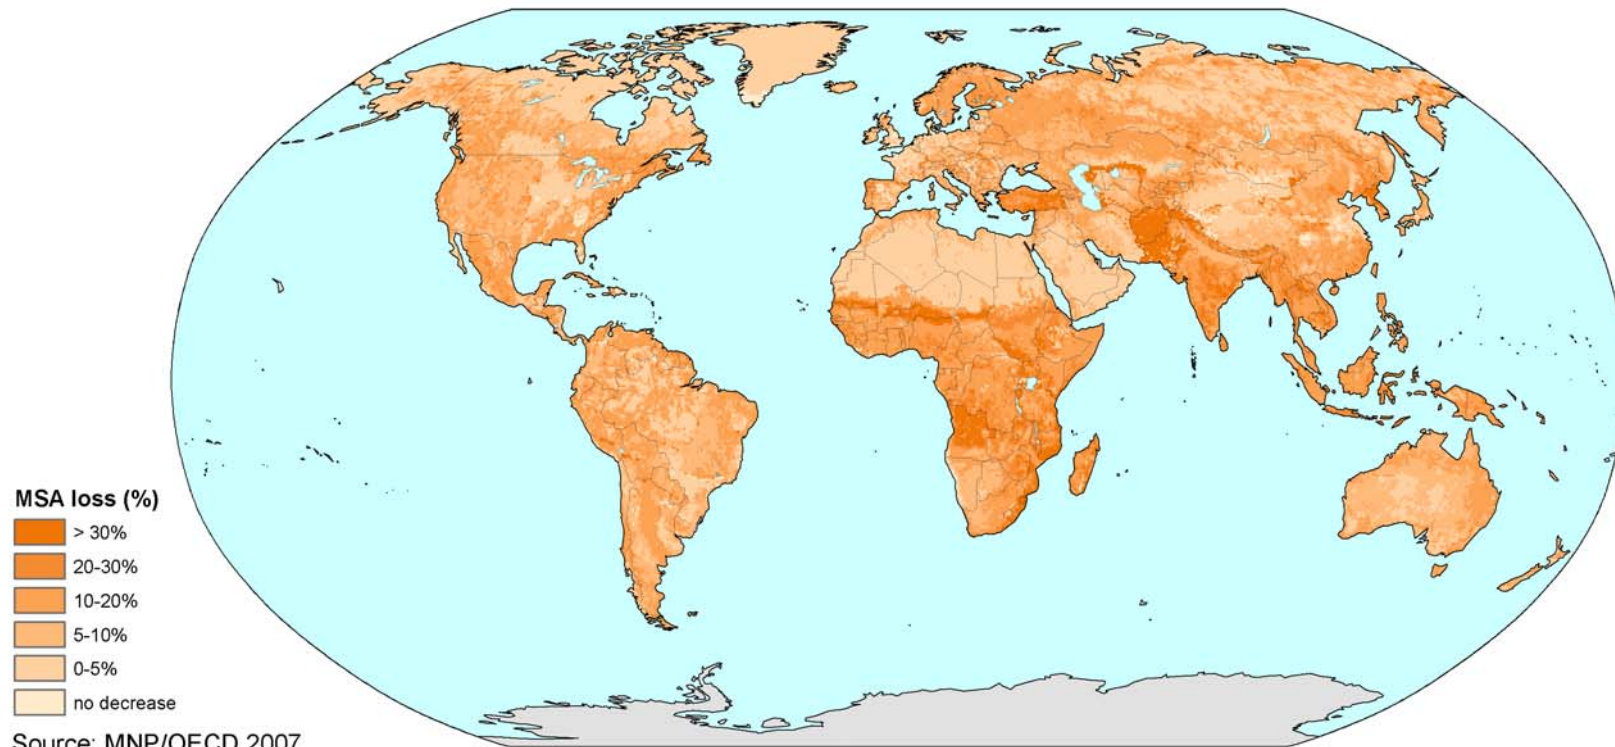 MSA loss (%)
> 30%
20-30%
10-20%
5-10%
0-5%
no decrease
Source: MNP/OECD 2007